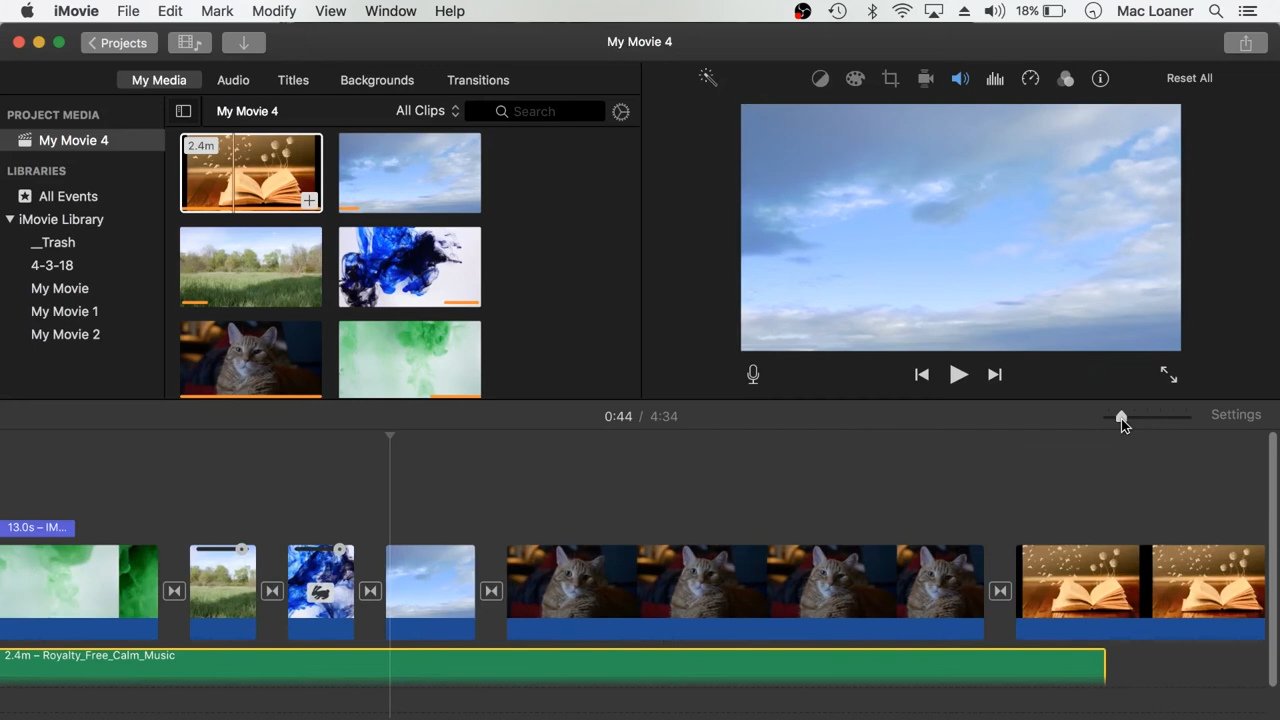 iMovie File Edit Mark Modify View Window Help 18% Mac Loaner
Projects My Movie 4
My Media Audio Titles Backgrounds Transitions Reset All
PROJECT MEDIA My Movie 4 All Clips Search
My Movie 4
2.4m
LIBRARIES
All Events
iMovie Library
__Trash
4-3-18
My Movie
My Movie 1
My Movie 2
0:44 / 4:34 Settings
13.0s – IM...
2.4m – Royalty_Free_Calm_Music